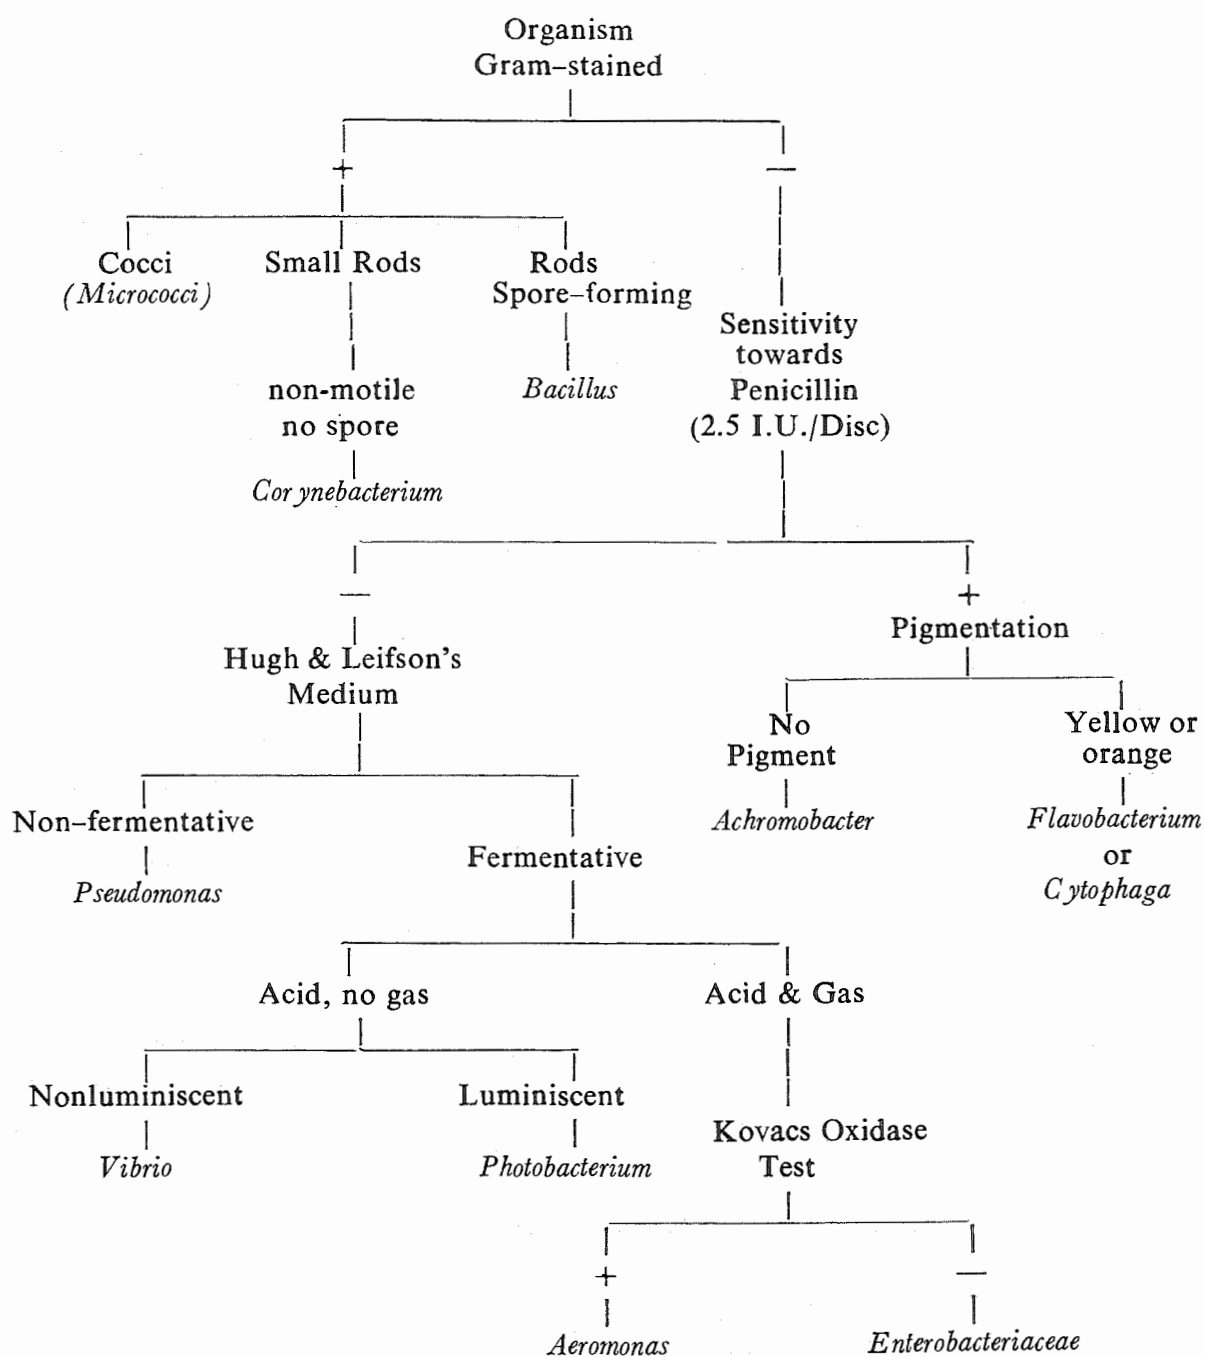 Organism
Gram-stained
+
—
Cocci
(Micrococci)
Small Rods
Rods
Spore-forming
non-motile
no spore
Bacillus
Corynebacterium
Sensitivity
towards
Penicillin
(2.5 I.U./Disc)
—
+
Hugh & Leifson's
Medium
Pigmentation
No
Pigment
Yellow or
orange
Non-fermentative
Pseudomonas
Fermentative
Achromobacter
Flavobacterium
or
Cytophaga
Acid, no gas
Acid & Gas
Nonluminiscent
Luminiscent
Vibrio
Photobacterium
Kovacs Oxidase
Test
+
—
Aeromonas
Enterobacteriaceae